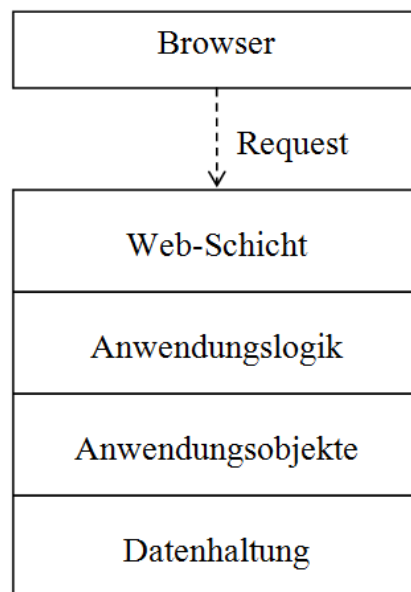 Browser
Request
Web-Schicht
Anwendungslogik
Anwendungsobjekte
Datenhaltung